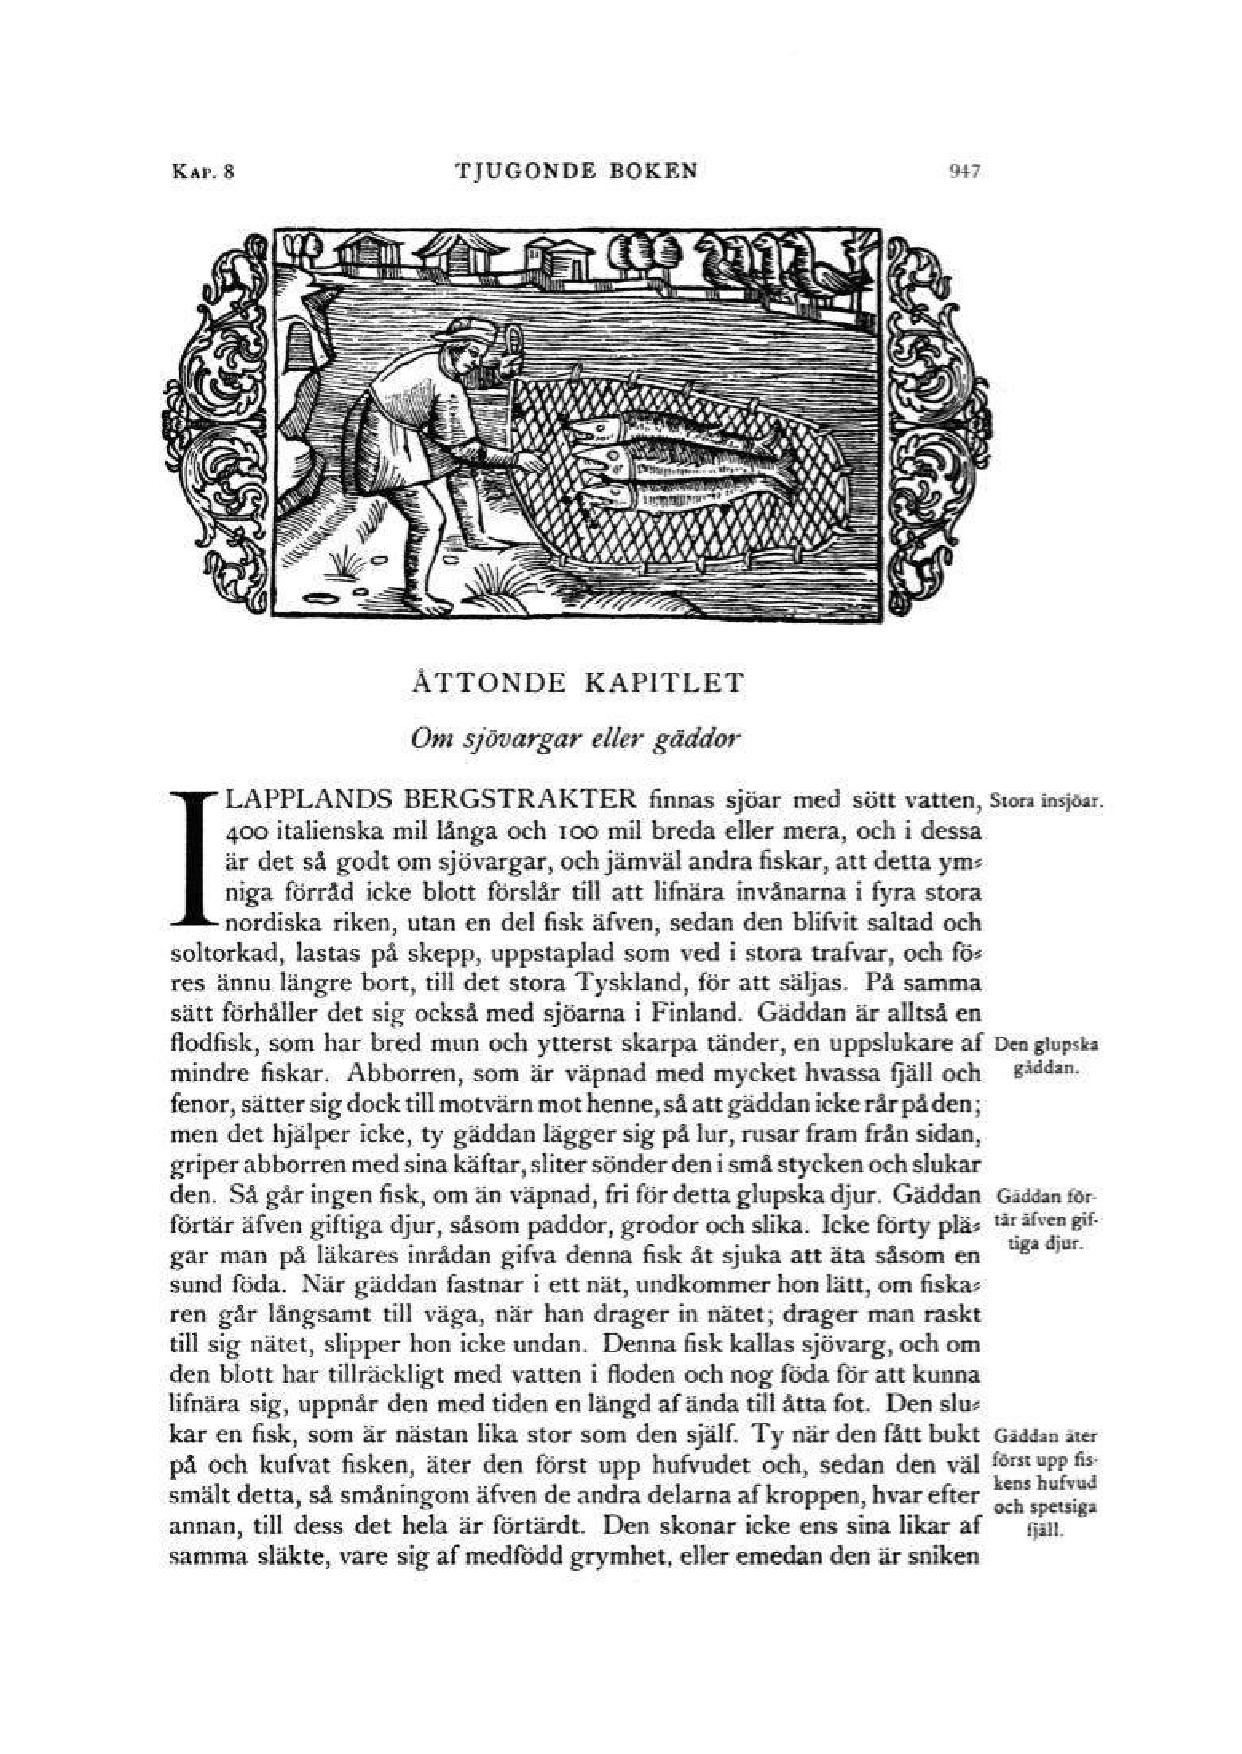 KAP. 8 TJUGONDE BOKEN 947
ÅTTONDE KAPITLET
Om sjövargar eller gäddor
I LAPPLANDS BERGSTRAKTER finnas sjöar med sött vatten,
400 italienska mil långa och 100 mil breda eller mera, och i dessa
är det så godt om sjövargar, och jämväl andra fiskar, att detta ym-
niga förråd icke blott förslår till att lifnära invånarna i fyra stora
nordiska riken, utan en del fisk äfven, sedan den blifvit saltad och
soltorkad, lastas på skepp, uppstaplad som ved i stora trafvar, och fö-
res ännu längre bort, till det stora Tyskland, för att säljas. På samma
sätt förhåller det sig också med sjöarna i Finland. Gäddan är alltså en
flodfisk, som har bred mun och ytterst skarpa tänder, en uppslukare af
mindre fiskar. Abborren, som är väpnad med mycket hvassa fjäll och
fenor, sätter sig dock till motvärn mot henne, så att gäddan icke rår på den;
men det hjälper icke, ty gäddan lägger sig på lur, rusar fram från sidan,
griper abborren med sina käftar, sliter sönder den i små stycken och slukar
den. Så går ingen fisk, om än väpnad, fri för detta glupska djur. Gäddan
förtär äfven giftiga djur, såsom paddor, grodor och slika. Icke förty plä-
gar man på läkares inrådan gifva denna fisk åt sjuka att äta såsom en
sund föda. När gäddan fastnar i ett nät, undkommer hon lätt, om fiska-
ren går långsamt till väga, när han drager in nätet; drager man raskt
till sig nätet, slipper hon icke undan. Denna fisk kallas sjövarg, och om
den blott har tillräckligt med vatten i floden och nog föda för att kunna
lifnära sig, uppnår den med tiden en längd af ända till åtta fot. Den slu-
kar en fisk, som är nästan lika stor som den själf. Ty när den fått bukt
på och kufvat fisken, äter den först upp hufvudet och, sedan den väl
smält detta, så småningom äfven de andra delarna af kroppen, hvar efter
annan, till dess det hela är förtärdt. Den skonar icke ens sina likar af
samma släkte, vare sig af medfödd grymhet, eller emedan den är sniken
Stora insjöar.
Den glupska
gäddan.
Gäddan för-
tär äfven gif-
tiga djur.
Gäddan äter
först upp fis-
kens hufvud
och spetsiga
fjäll.